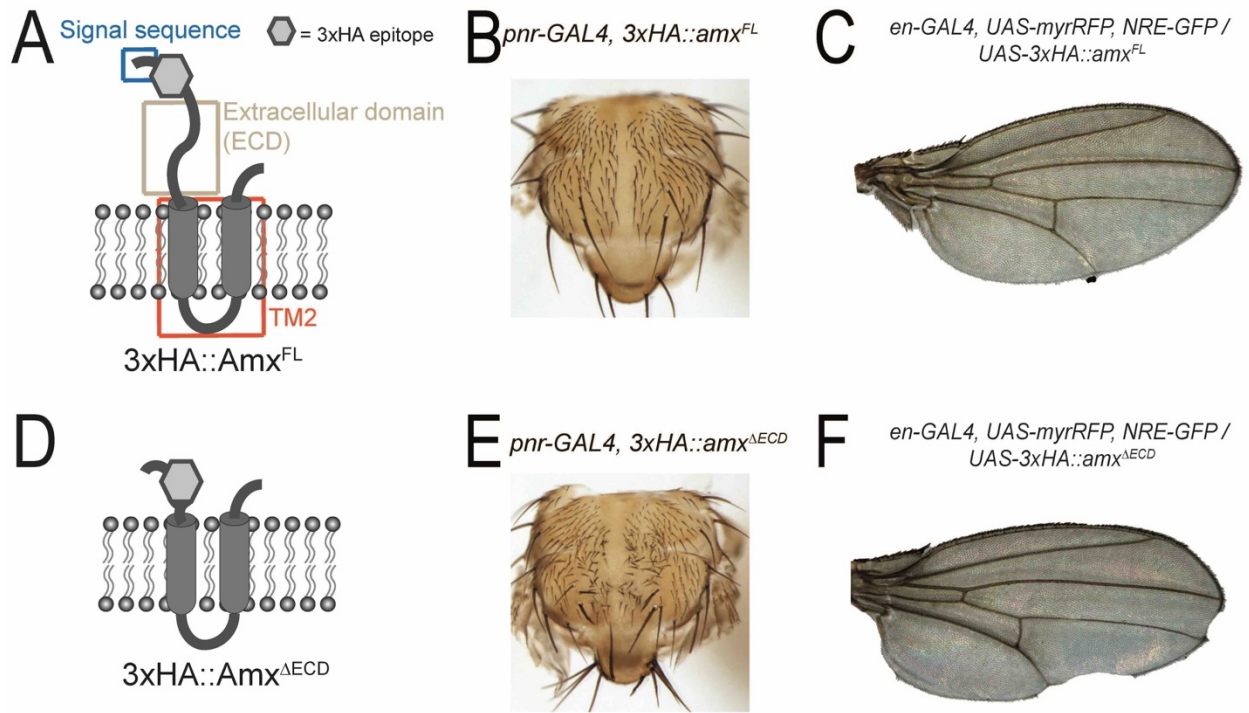 A
Signal sequence
= 3xHA epitope
Extracellular domain
(ECD)
TM2
3xHA::Amx^FL
B
pnr-GAL4, 3xHA::amx^FL
C
en-GAL4, UAS-myrRFP, NRE-GFP /
UAS-3xHA::amx^FL
D
3xHA::Amx^ΔECD
E
pnr-GAL4, 3xHA::amx^ΔECD
F
en-GAL4, UAS-myrRFP, NRE-GFP /
UAS-3xHA::amx^ΔECD